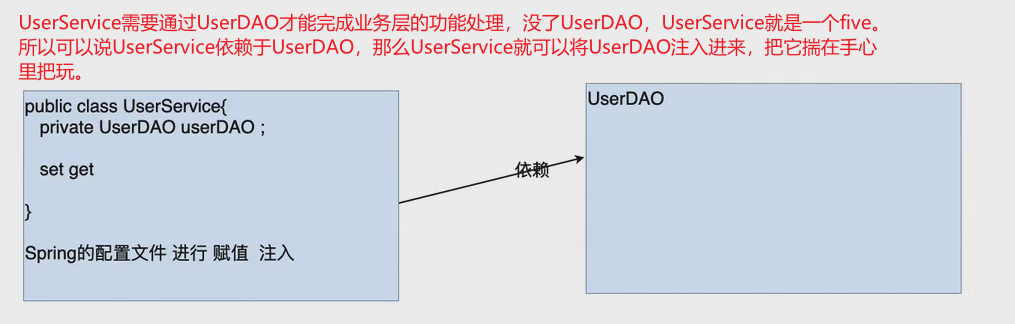 UserService需要通过UserDAO才能完成业务层的功能处理，没了UserDAO，UserService就是一个five。
所以可以说UserService依赖于UserDAO，那么UserService就可以将UserDAO注入进来，把它揣在手心
里把玩。
public class UserService{
private UserDAO userDAO ;
set get
}
Spring的配置文件 进行 赋值 注入
依赖
UserDAO